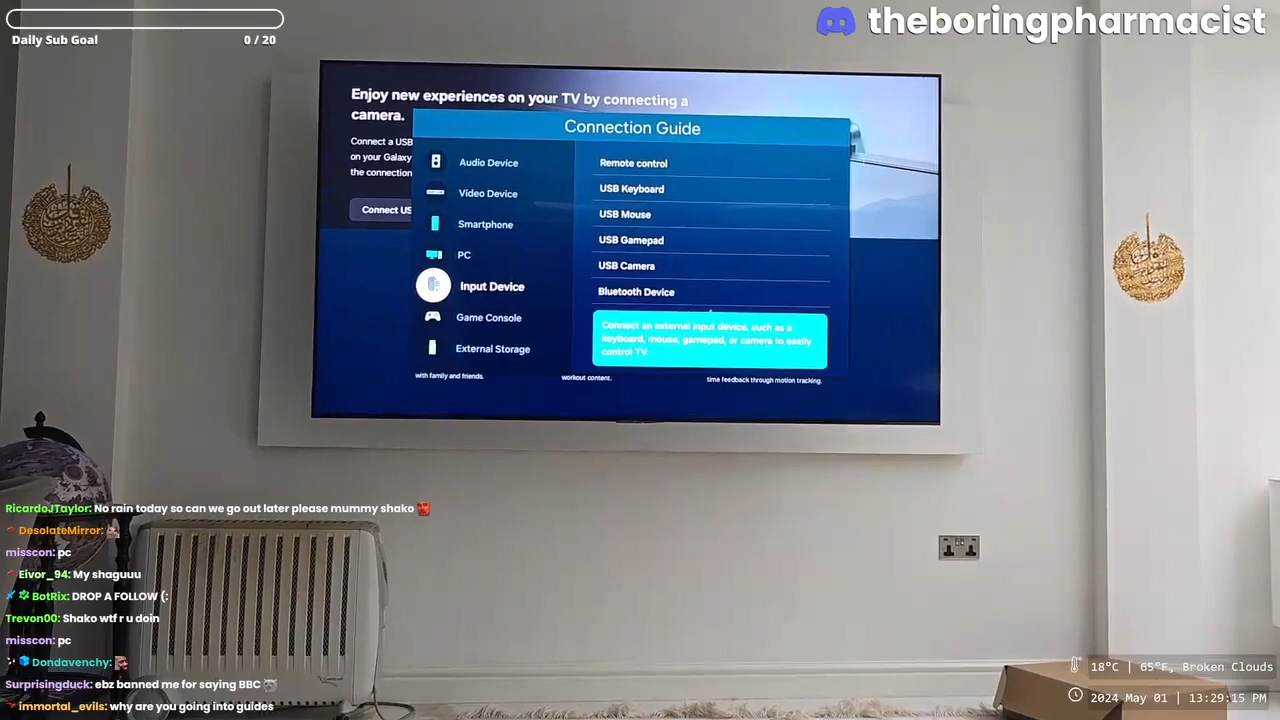 Daily Sub Goal
0 / 20
theboringpharmacist
Enjoy new experiences on your TV by connecting a
camera.
Connect a USB
on your Galaxy
the connection
Connect US
Connection Guide
Audio Device
Video Device
Smartphone
PC
Input Device
Game Console
External Storage
Remote control
USB Keyboard
USB Mouse
USB Gamepad
USB Camera
Bluetooth Device
Connect an external input device, such as a
keyboard, mouse, gamepad, or camera to easily
control TV.
with family and friends.
workout content.
time feedback through motion tracking.
RicardoJTaylor: No rain today so can we go out later please mummy shako
DesolateMirror:
misscon: pc
Eivor_94: My shaguuu
BotRix: DROP A FOLLOW (:
Trevon00: Shako wtf r u doin
misscon: pc
Dondavenchy:
Surprisingduck: ebz banned me for saying BBC
immortal_evils: why are you going into guides
18°C | 65°F, Broken Clouds
2024 May 01 | 13:29:15 PM